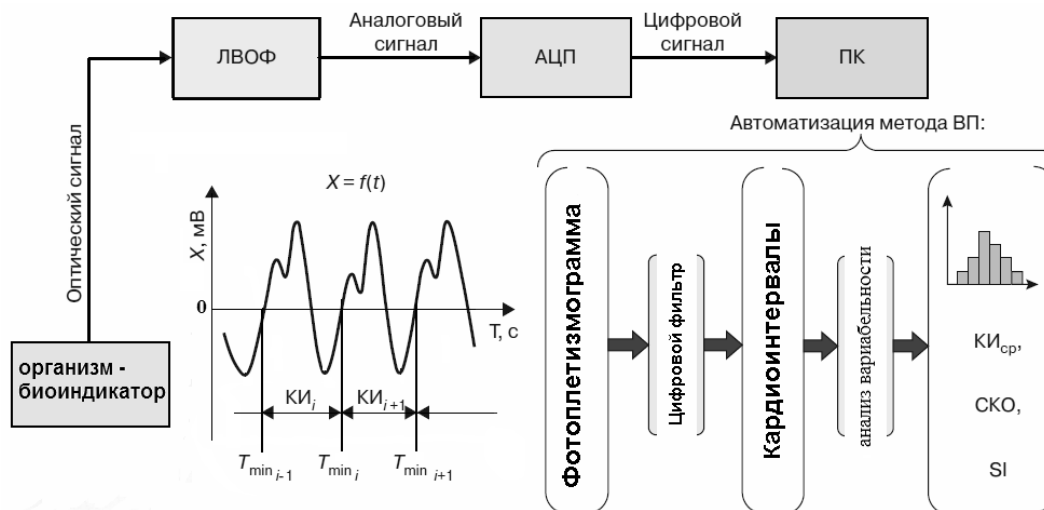 ЛВОФ
Аналоговый
сигнал
АЦП
Цифровой
сигнал
ПК
Оптический сигнал
организм -
биоиндикатор
X = f(t)
X, мВ
0
T, с
КИi
КИi+1
Tmin i-1
Tmin i
Tmin i+1
Автоматизация метода ВП:
Фотоплетизмограмма
Цифровой фильтр
Кардиоинтервалы
анализ вариабельности
КИср,
СКО,
SI